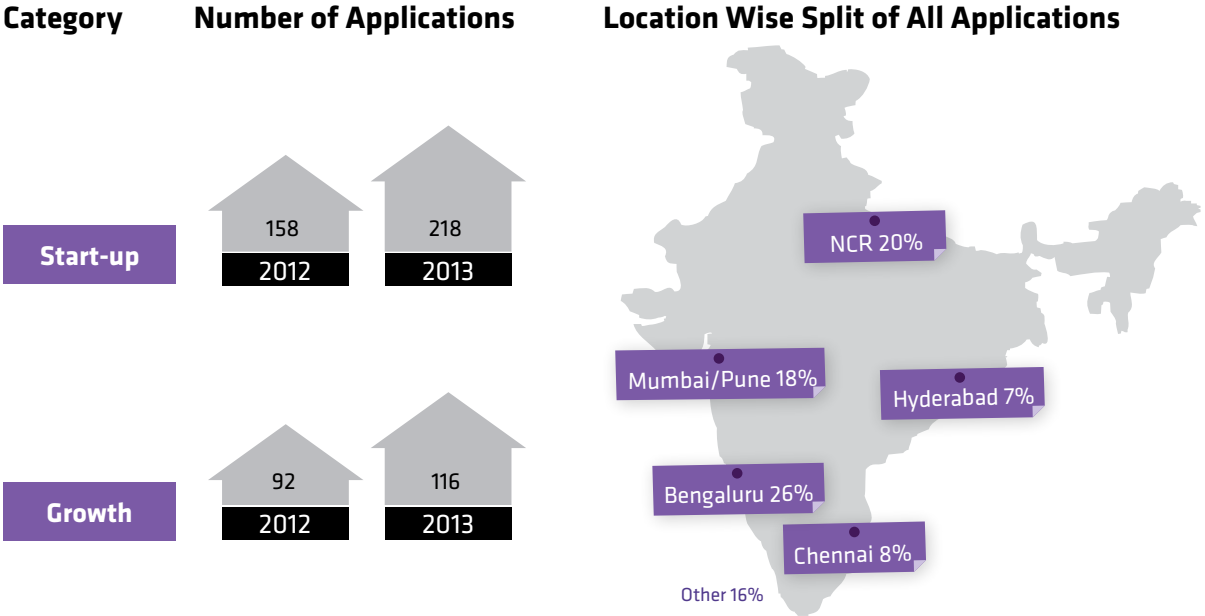 Category
Number of Applications
Location Wise Split of All Applications
Start-up
158
2012
218
2013
Growth
92
2012
116
2013
NCR 20%
Mumbai/Pune 18%
Hyderabad 7%
Bengaluru 26%
Chennai 8%
Other 16%